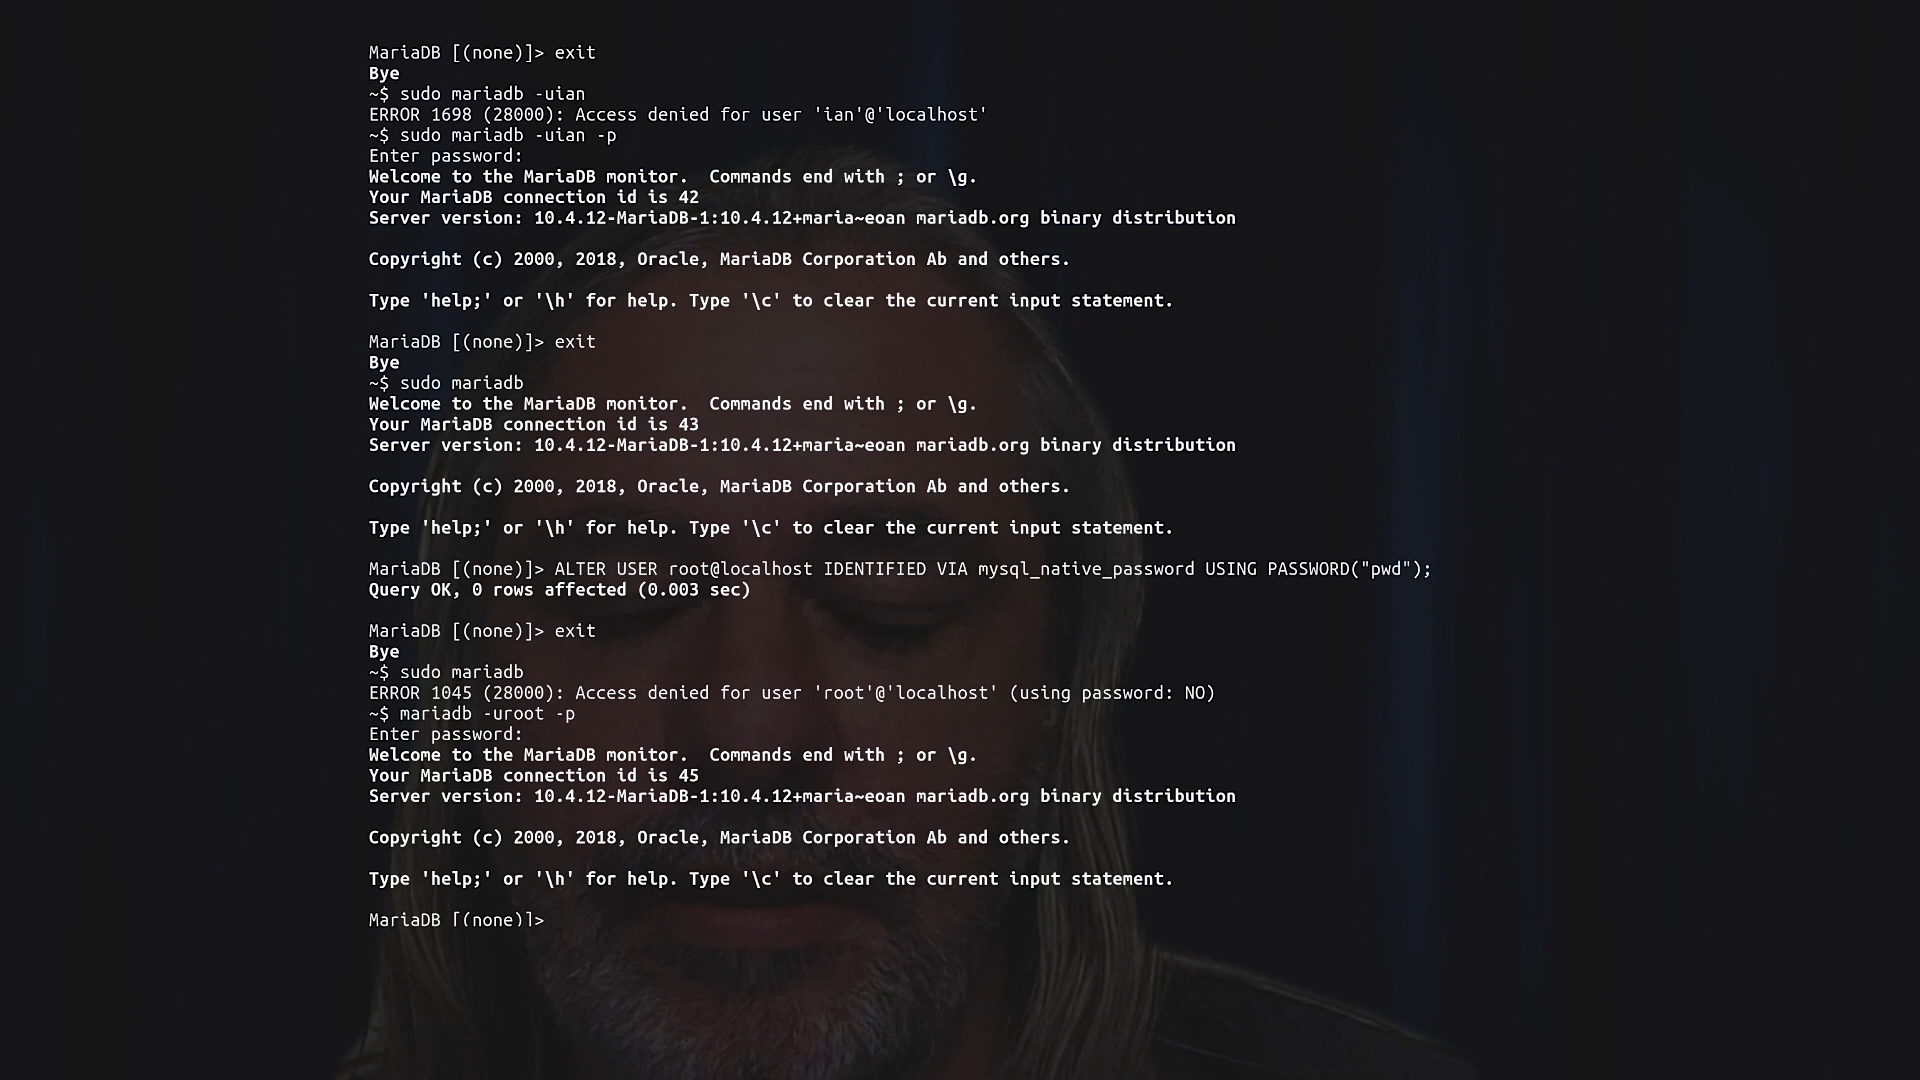 MariaDB [(none)]> exit
Bye
~$ sudo mariadb -uian
ERROR 1698 (28000): Access denied for user 'ian'@'localhost'
~$ sudo mariadb -uian -p
Enter password:
Welcome to the MariaDB monitor.  Commands end with ; or \g.
Your MariaDB connection id is 42
Server version: 10.4.12-MariaDB-1:10.4.12+maria~eoan mariadb.org binary distribution
Copyright (c) 2000, 2018, Oracle, MariaDB Corporation Ab and others.
Type 'help;' or '\h' for help. Type '\c' to clear the current input statement.
MariaDB [(none)]> exit
Bye
~$ sudo mariadb
Welcome to the MariaDB monitor.  Commands end with ; or \g.
Your MariaDB connection id is 43
Server version: 10.4.12-MariaDB-1:10.4.12+maria~eoan mariadb.org binary distribution
Copyright (c) 2000, 2018, Oracle, MariaDB Corporation Ab and others.
Type 'help;' or '\h' for help. Type '\c' to clear the current input statement.
MariaDB [(none)]> ALTER USER root@localhost IDENTIFIED VIA mysql_native_password USING PASSWORD("pwd");
Query OK, 0 rows affected (0.003 sec)
MariaDB [(none)]> exit
Bye
~$ sudo mariadb
ERROR 1045 (28000): Access denied for user 'root'@'localhost' (using password: NO)
~$ mariadb -uroot -p
Enter password:
Welcome to the MariaDB monitor.  Commands end with ; or \g.
Your MariaDB connection id is 45
Server version: 10.4.12-MariaDB-1:10.4.12+maria~eoan mariadb.org binary distribution
Copyright (c) 2000, 2018, Oracle, MariaDB Corporation Ab and others.
Type 'help;' or '\h' for help. Type '\c' to clear the current input statement.
MariaDB [(none)]>